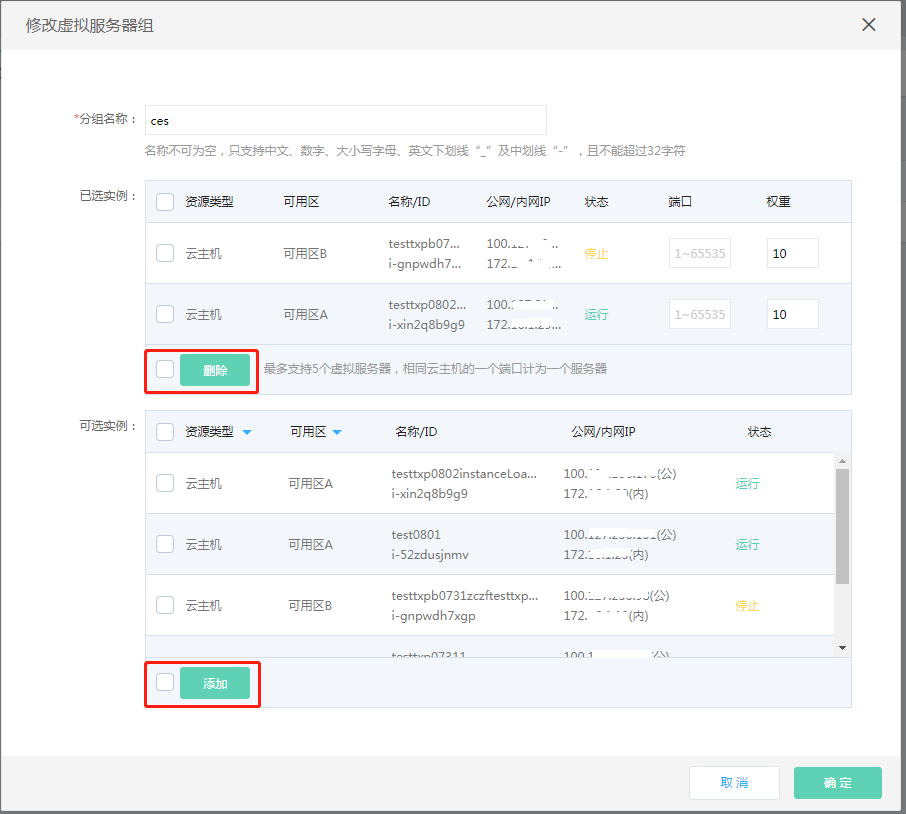 修改虚拟服务器组
*分组名称：
ces
名称不可为空，只支持中文、数字、大小写字母、英文下划线“_”及中划线“-”，且不能超过32字符
已选实例：
资源类型 可用区 名称/ID 公网/内网IP 状态 端口 权重
云主机 可用区B testtxpb07... 100. 停止 1~65535 10
i-gnpwdh7... 172.
云主机 可用区A testtxp0802... 100. 运行 1~65535 10
i-xin2q8b9g9 172.
删除 最多支持5个虚拟服务器，相同云主机的一个端口计为一个服务器
可选实例：
资源类型 可用区 名称/ID 公网/内网IP 状态
云主机 可用区A testtxp0802instanceLoa... 100. (公) 运行
i-xin2q8b9g9 172. (内)
云主机 可用区A test0801 100. (公) 运行
i-52zdusjnmv 172. (内)
云主机 可用区B testtxpb0731zczftesttxp... 100. (公) 停止
i-gnpwdh7xgp 172. (内)
testtxp07311 100.1 (公)
添加
取消 确定